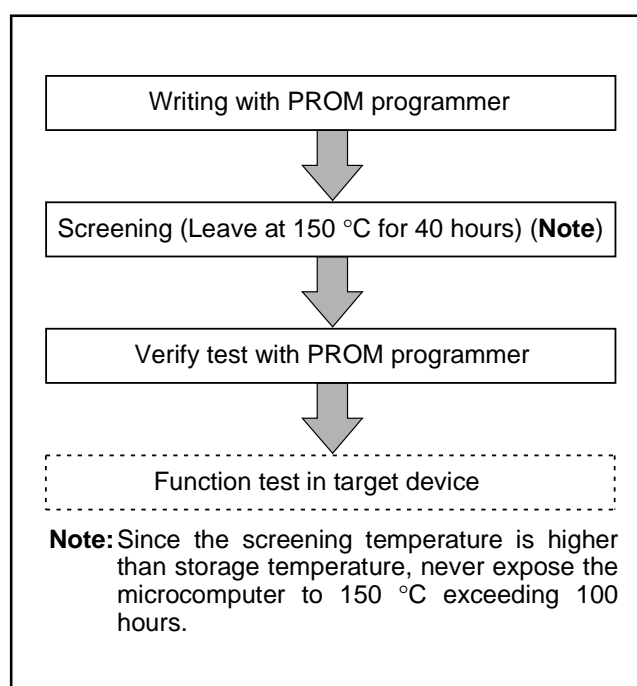 Writing with PROM programmer
Screening (Leave at 150 °C for 40 hours) (Note)
Verify test with PROM programmer
Function test in target device
Note: Since the screening temperature is higher
than storage temperature, never expose the
microcomputer to 150 °C exceeding 100
hours.